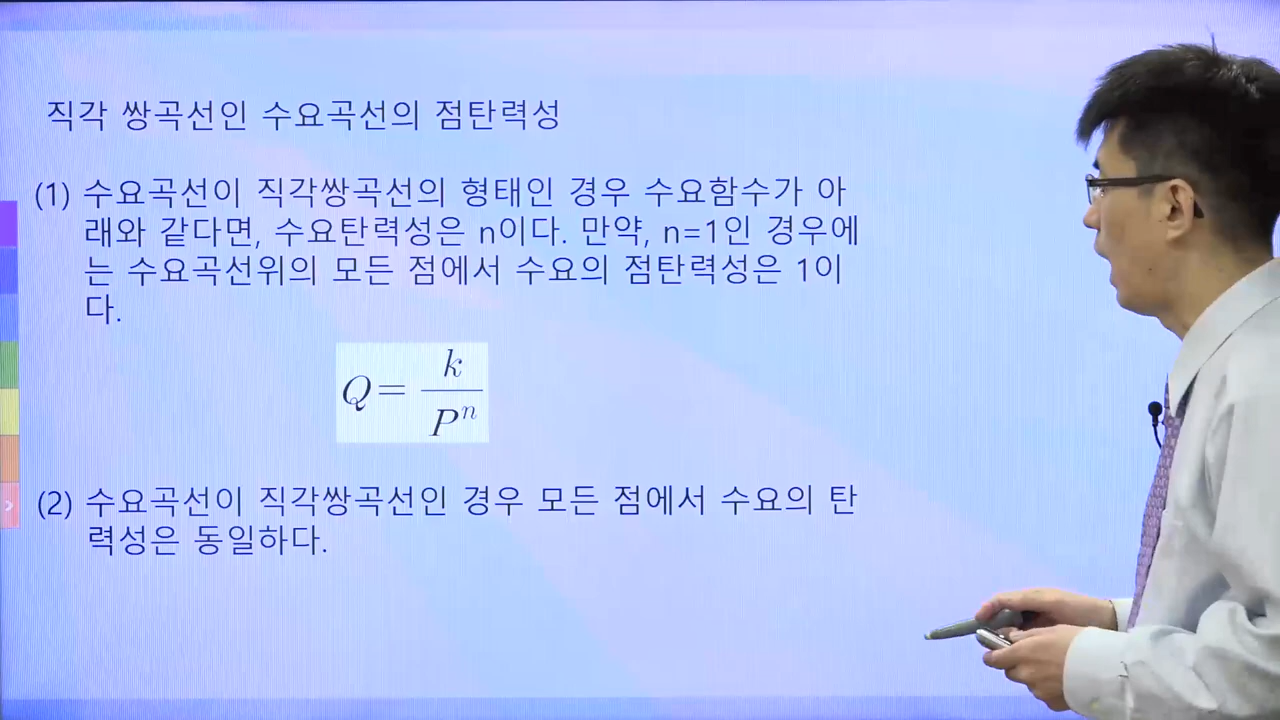 직각 쌍곡선인 수요곡선의 점탄력성
(1) 수요곡선이 직각쌍곡선의 형태인 경우 수요함수가 아
래와 같다면, 수요탄력성은 n이다. 만약, n=1인 경우에
는 수요곡선위의 모든 점에서 수요의 점탄력성은 1이
다.
Q = k / P^n
(2) 수요곡선이 직각쌍곡선인 경우 모든 점에서 수요의 탄
력성은 동일하다.